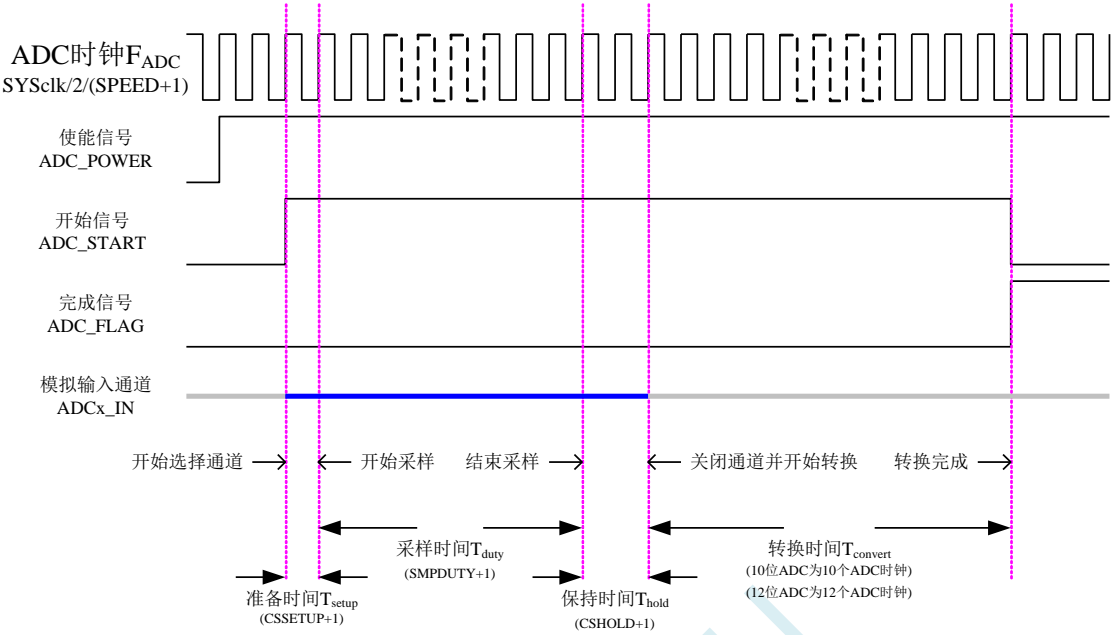 ADC时钟FADC
SYSclk/2/(SPEED+1)
使能信号
ADC_POWER
开始信号
ADC_START
完成信号
ADC_FLAG
模拟输入通道
ADCx_IN
开始选择通道 开始采样 结束采样 关闭通道并开始转换 转换完成
采样时间Tduty
(SMPDUTY+1)
转换时间Tconvert
(10位ADC为10个ADC时钟)
(12位ADC为12个ADC时钟)
准备时间Tsetup
(CSSETUP+1)
保持时间Thold
(CSHOLD+1)